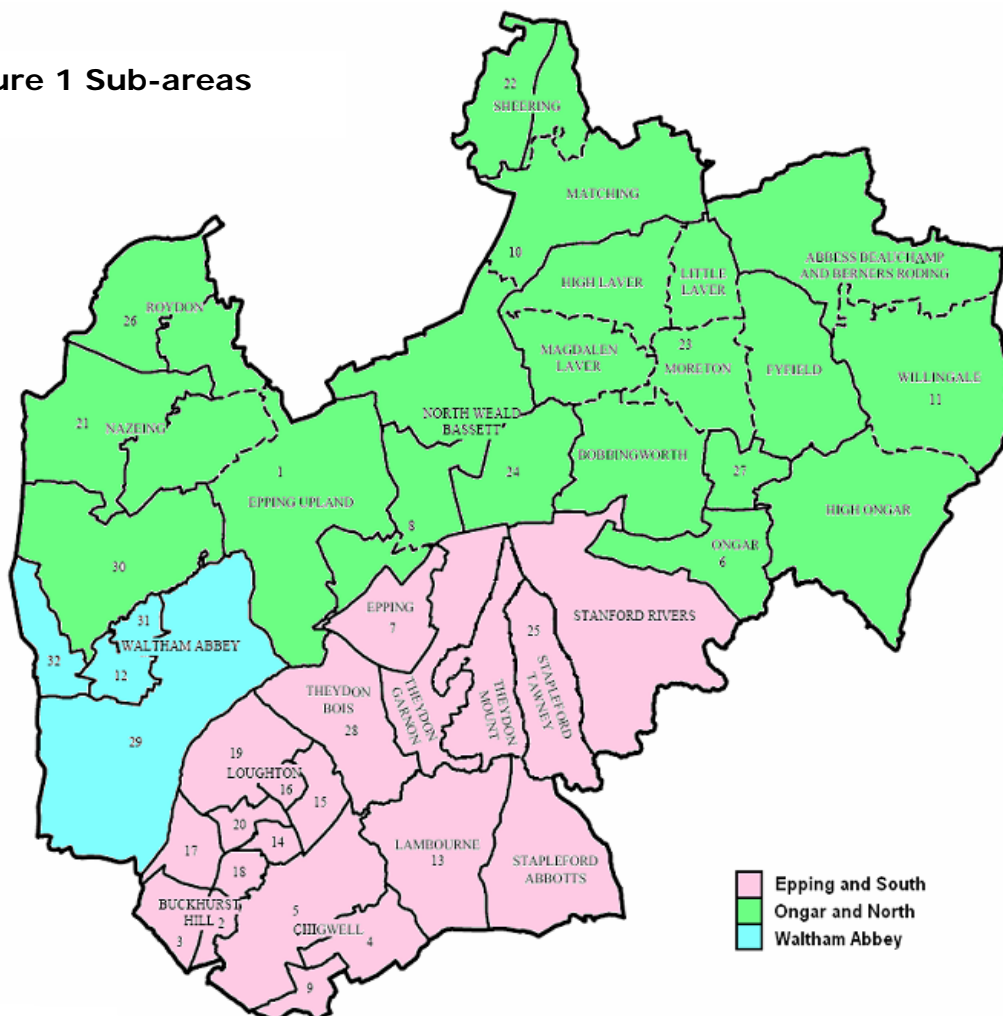 ure 1 Sub-areas
22
SHEERING
MATCHING
10
HIGH LAVER
LITTLE
LAVER
ABBESS BEAUCHAMP
AND BERNERS RODING
26
ROYDON
MAGDALEN
LAVER
23
MORETON
FYFIELD
WILLINGALE
11
21
NAZEING
NORTH WEALD
BASSETT
1
EPPING UPLAND
24
BOBBINGWORTH
27
HIGH ONGAR
8
ONGAR
6
30
31
WALTHAM ABBEY
32
12
EPPING
7
25
STANFORD RIVERS
THEYDON
BOIS
28
THEYDON
GARNON
THEYDON
MOUNT
STAPLEFORD
TAWNEY
29
19
LOUGHTON
16
15
20
14
17
18
LAMBOURNE
13
STAPLEFORD
ABBOTTS
BUCKHURST
HILL
2
3
5
CHIGWELL
4
9
Epping and South
Ongar and North
Waltham Abbey